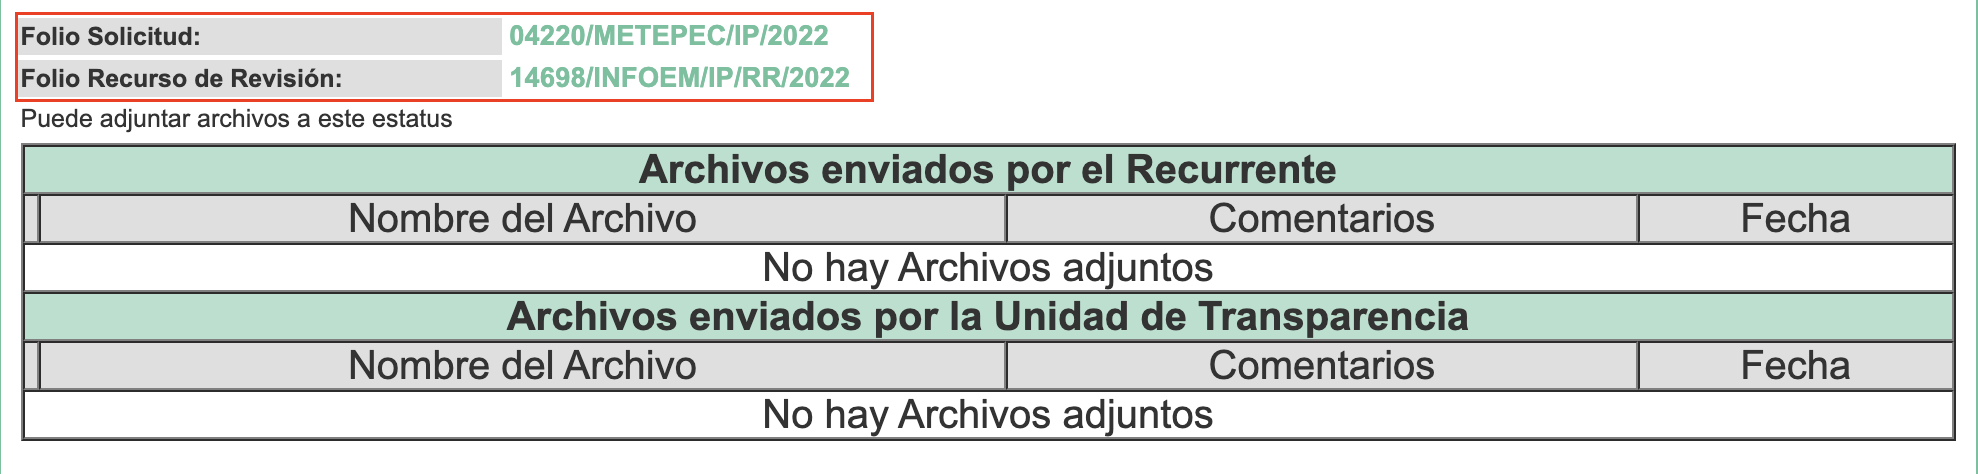 Folio Solicitud: 04220/METEPEC/IP/2022
Folio Recurso de Revisión: 14698/INFOEM/IP/RR/2022
Puede adjuntar archivos a este estatus
Archivos enviados por el Recurrente
Nombre del Archivo Comentarios Fecha
No hay Archivos adjuntos
Archivos enviados por la Unidad de Transparencia
Nombre del Archivo Comentarios Fecha
No hay Archivos adjuntos